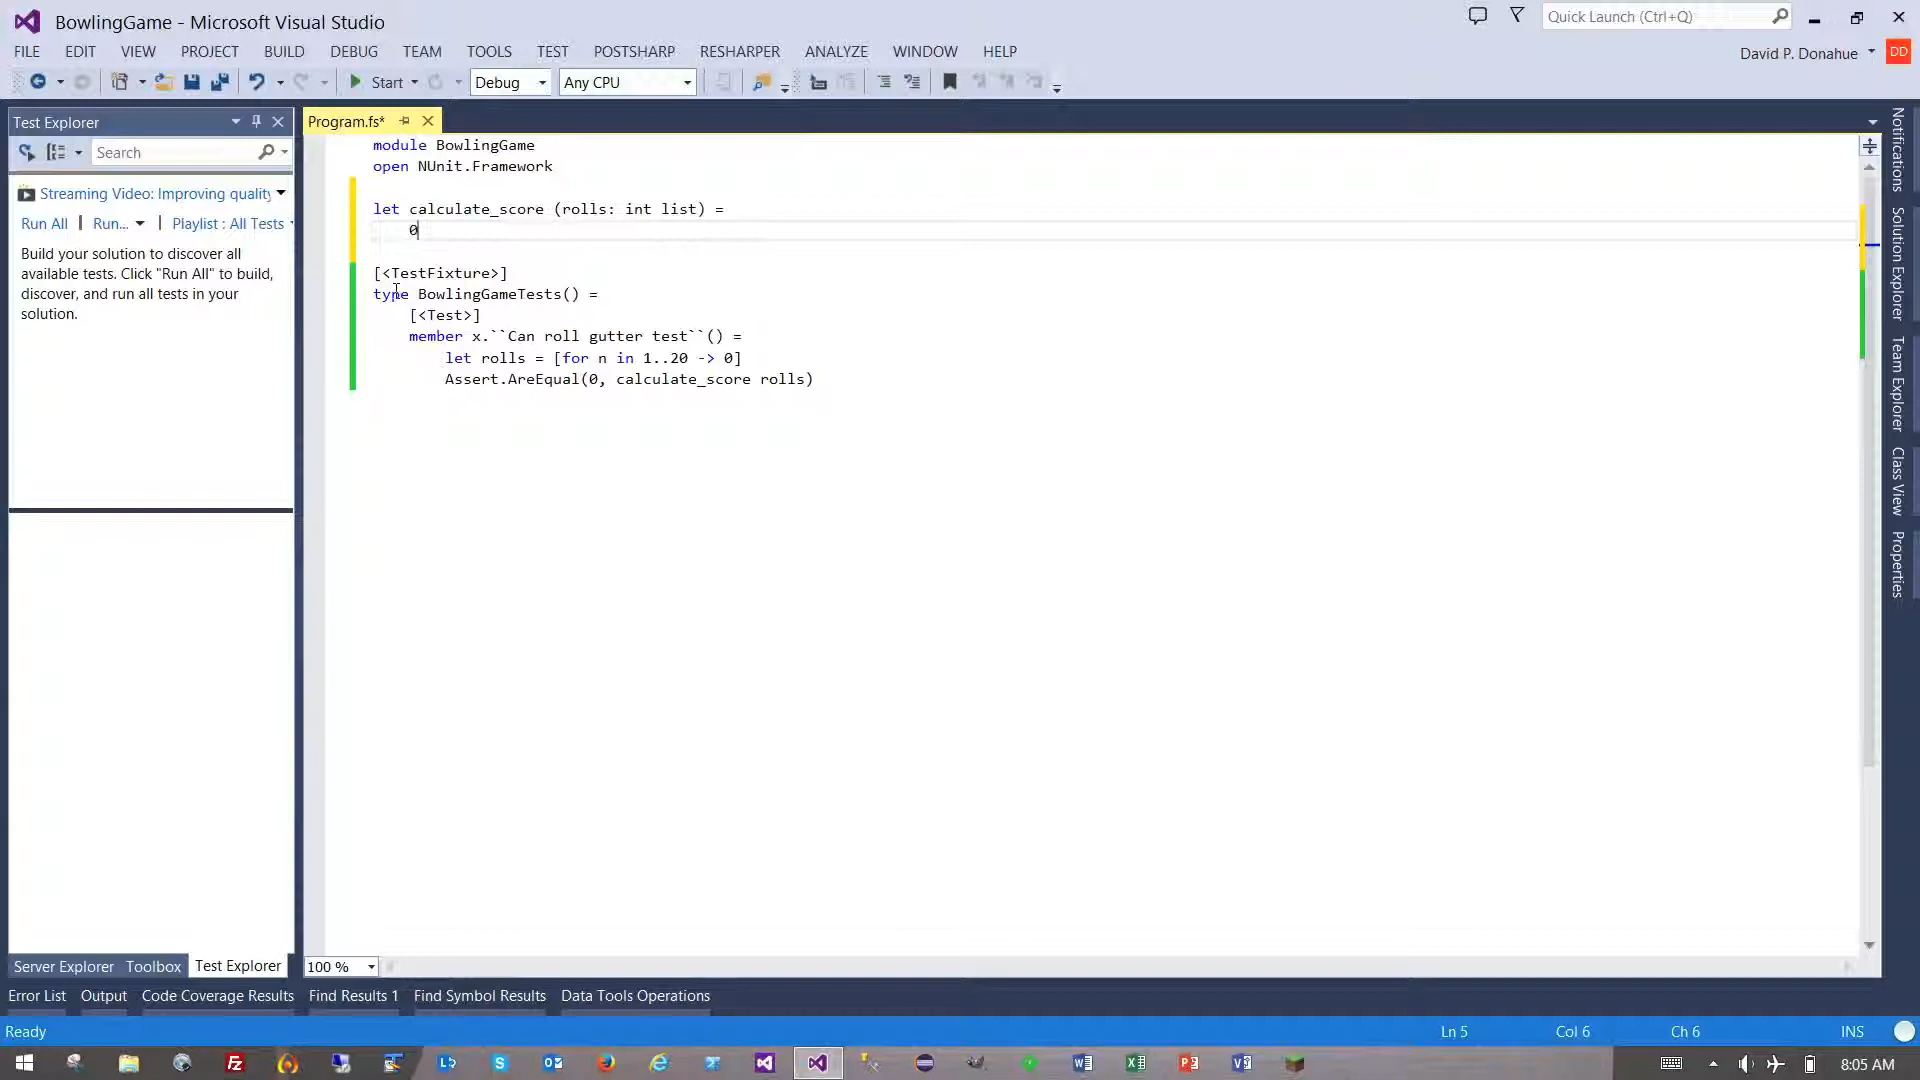 BowlingGame - Microsoft Visual Studio
Quick Launch (Ctrl+Q)
FILE EDIT VIEW PROJECT BUILD DEBUG TEAM TOOLS TEST POSTSHARP RESHARPER ANALYZE WINDOW HELP
David P. Donahue DD
Start Debug Any CPU
Test Explorer
Search
Streaming Video: Improving quality
Run All | Run... | Playlist : All Tests
Build your solution to discover all
available tests. Click "Run All" to build,
discover, and run all tests in your
solution.
Program.fs*
module BowlingGame
open NUnit.Framework
let calculate_score (rolls: int list) =
0
[<TestFixture>]
type BowlingGameTests() =
[<Test>]
member x.``Can roll gutter test``() =
let rolls = [for n in 1..20 -> 0]
Assert.AreEqual(0, calculate_score rolls)
Notifications
Solution Explorer
Team Explorer
Class View
Properties
Server Explorer Toolbox Test Explorer
100 %
Error List Output Code Coverage Results Find Results 1 Find Symbol Results Data Tools Operations
Ready Ln 5 Col 6 Ch 6 INS
8:05 AM